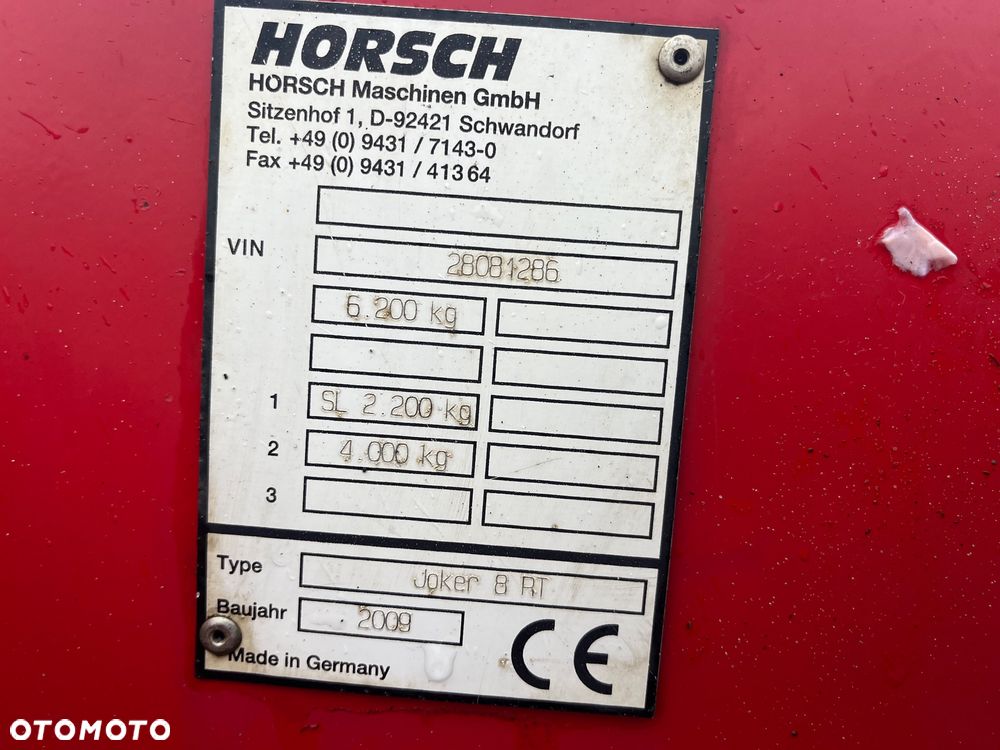 HORSCH
HORSCH Maschinen GmbH
Sitzenhof 1, D-92421 Schwandorf
Tel. +49 (0) 9431 / 7143-0
Fax +49 (0) 9431 / 41364
VIN 28081286
6.200 kg
1 SL 2.200 kg
2 4.000 kg
3
Type Joker 8 RT
Baujahr 2009
Made in Germany CE
OTOMOTO